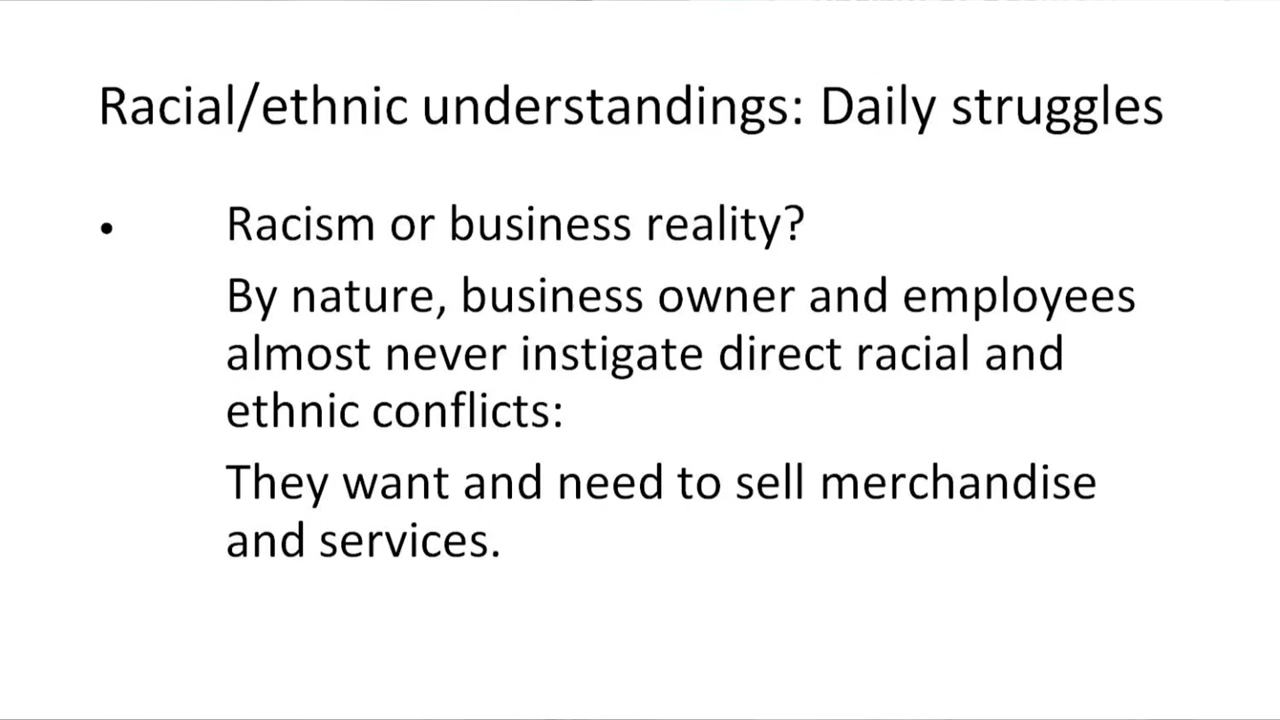 Racial/ethnic understandings: Daily struggles
• Racism or business reality?
By nature, business owner and employees
almost never instigate direct racial and
ethnic conflicts:
They want and need to sell merchandise
and services.